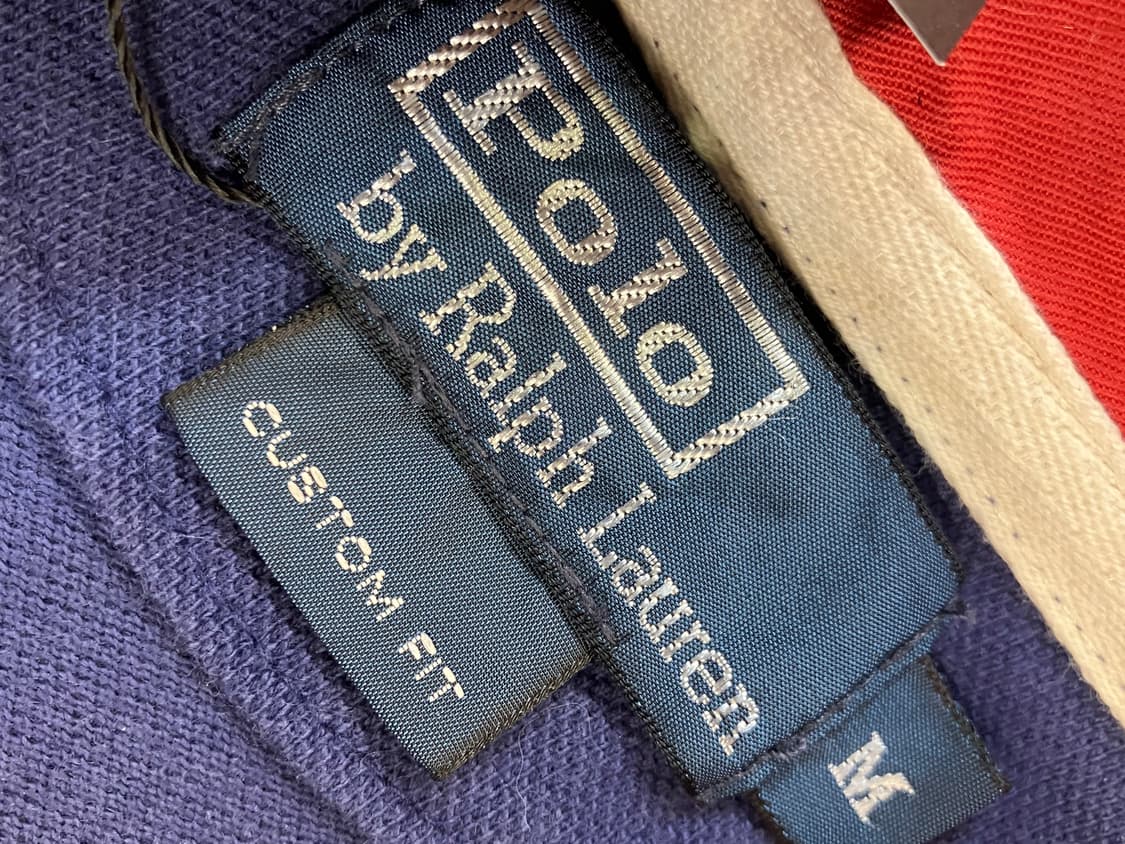 Polo
by Ralph Lauren
CUSTOM FIT
M